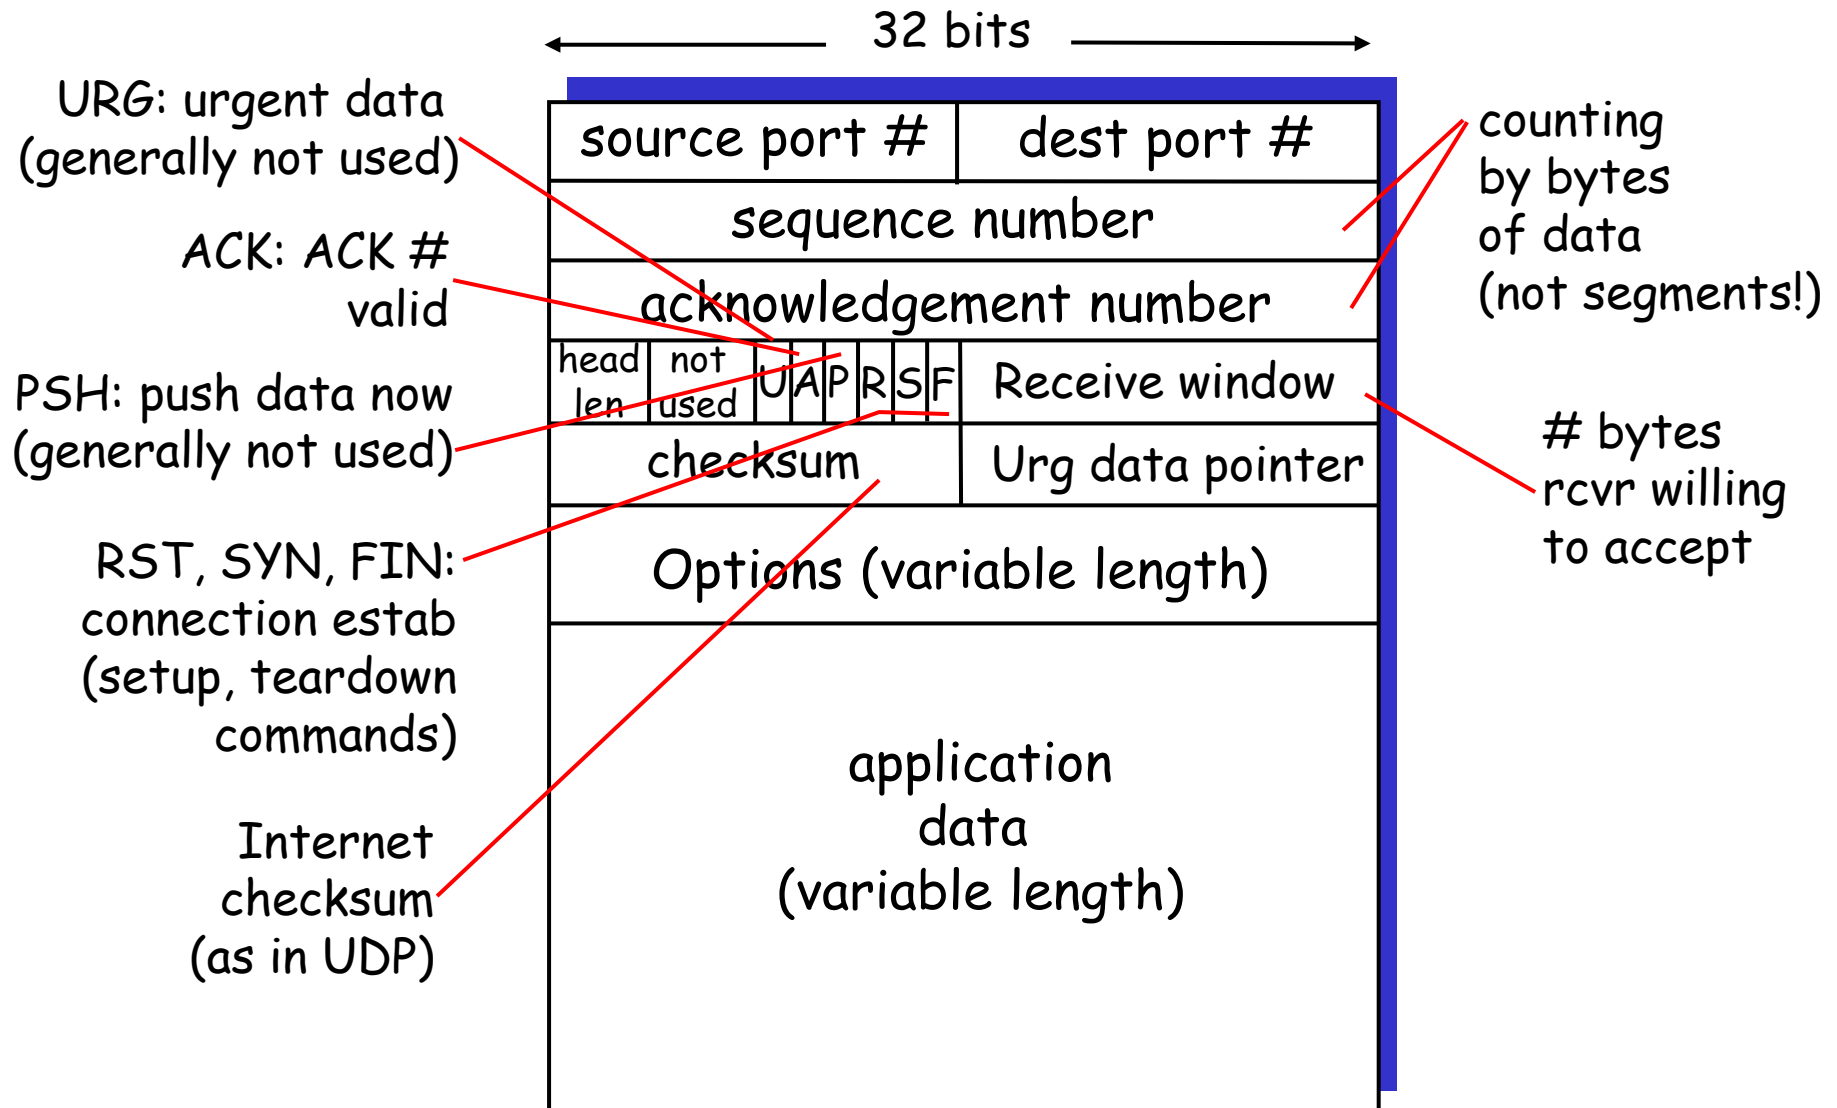 32 bits
URG: urgent data
(generally not used)
ACK: ACK #
valid
PSH: push data now
(generally not used)
RST, SYN, FIN:
connection estab
(setup, teardown
commands)
Internet
checksum
(as in UDP)
source port #
dest port #
sequence number
acknowledgement number
head
len
not
used
U
A
P
R
S
F
Receive window
checksum
Urg data pointer
Options (variable length)
application
data
(variable length)
counting
by bytes
of data
(not segments!)
# bytes
rcvr willing
to accept